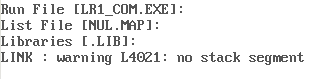 Run File [LR1_COM.EXE]:
List File [NUL.MAP]:
Libraries [.LIB]:
LINK : warning L4021: no stack segment